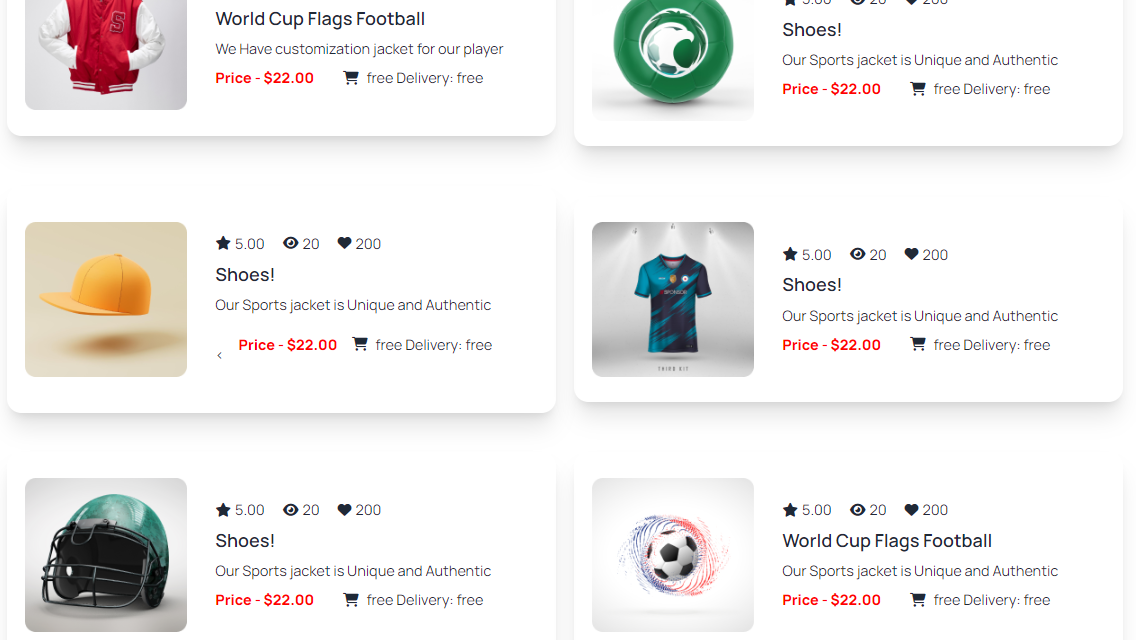 World Cup Flags Football
We Have customization jacket for our player
Price - $22.00 free Delivery: free
5.00 20 200
Shoes!
Our Sports jacket is Unique and Authentic
Price - $22.00 free Delivery: free
5.00 20 200
Shoes!
Our Sports jacket is Unique and Authentic
< Price - $22.00 free Delivery: free
5.00 20 200
Shoes!
Our Sports jacket is Unique and Authentic
Price - $22.00 free Delivery: free
SPONSOR
THIRD KIT
5.00 20 200
Shoes!
Our Sports jacket is Unique and Authentic
Price - $22.00 free Delivery: free
5.00 20 200
World Cup Flags Football
Our Sports jacket is Unique and Authentic
Price - $22.00 free Delivery: free